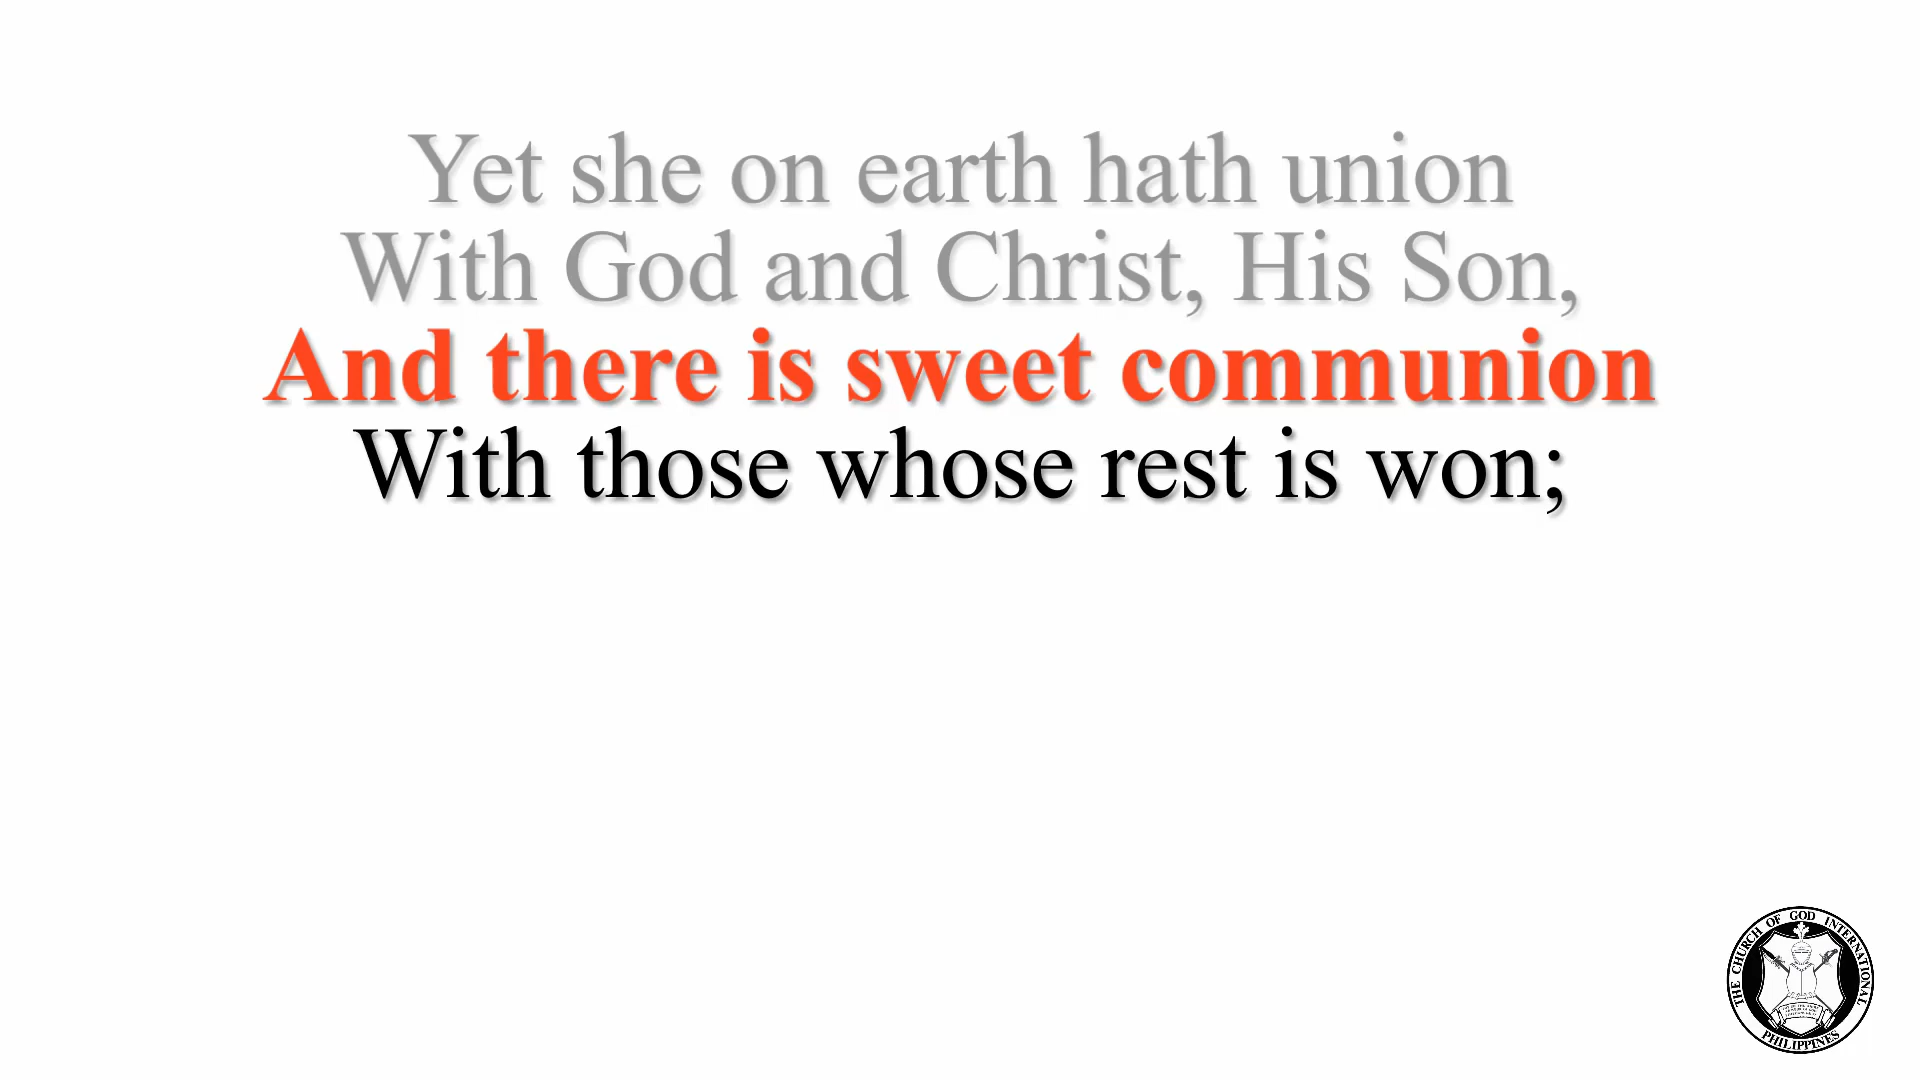 Yet she on earth hath union
With God and Christ, His Son,
And there is sweet communion
With those whose rest is won;
THE CHURCH OF GOD INTERNATIONAL
PHILIPPINES